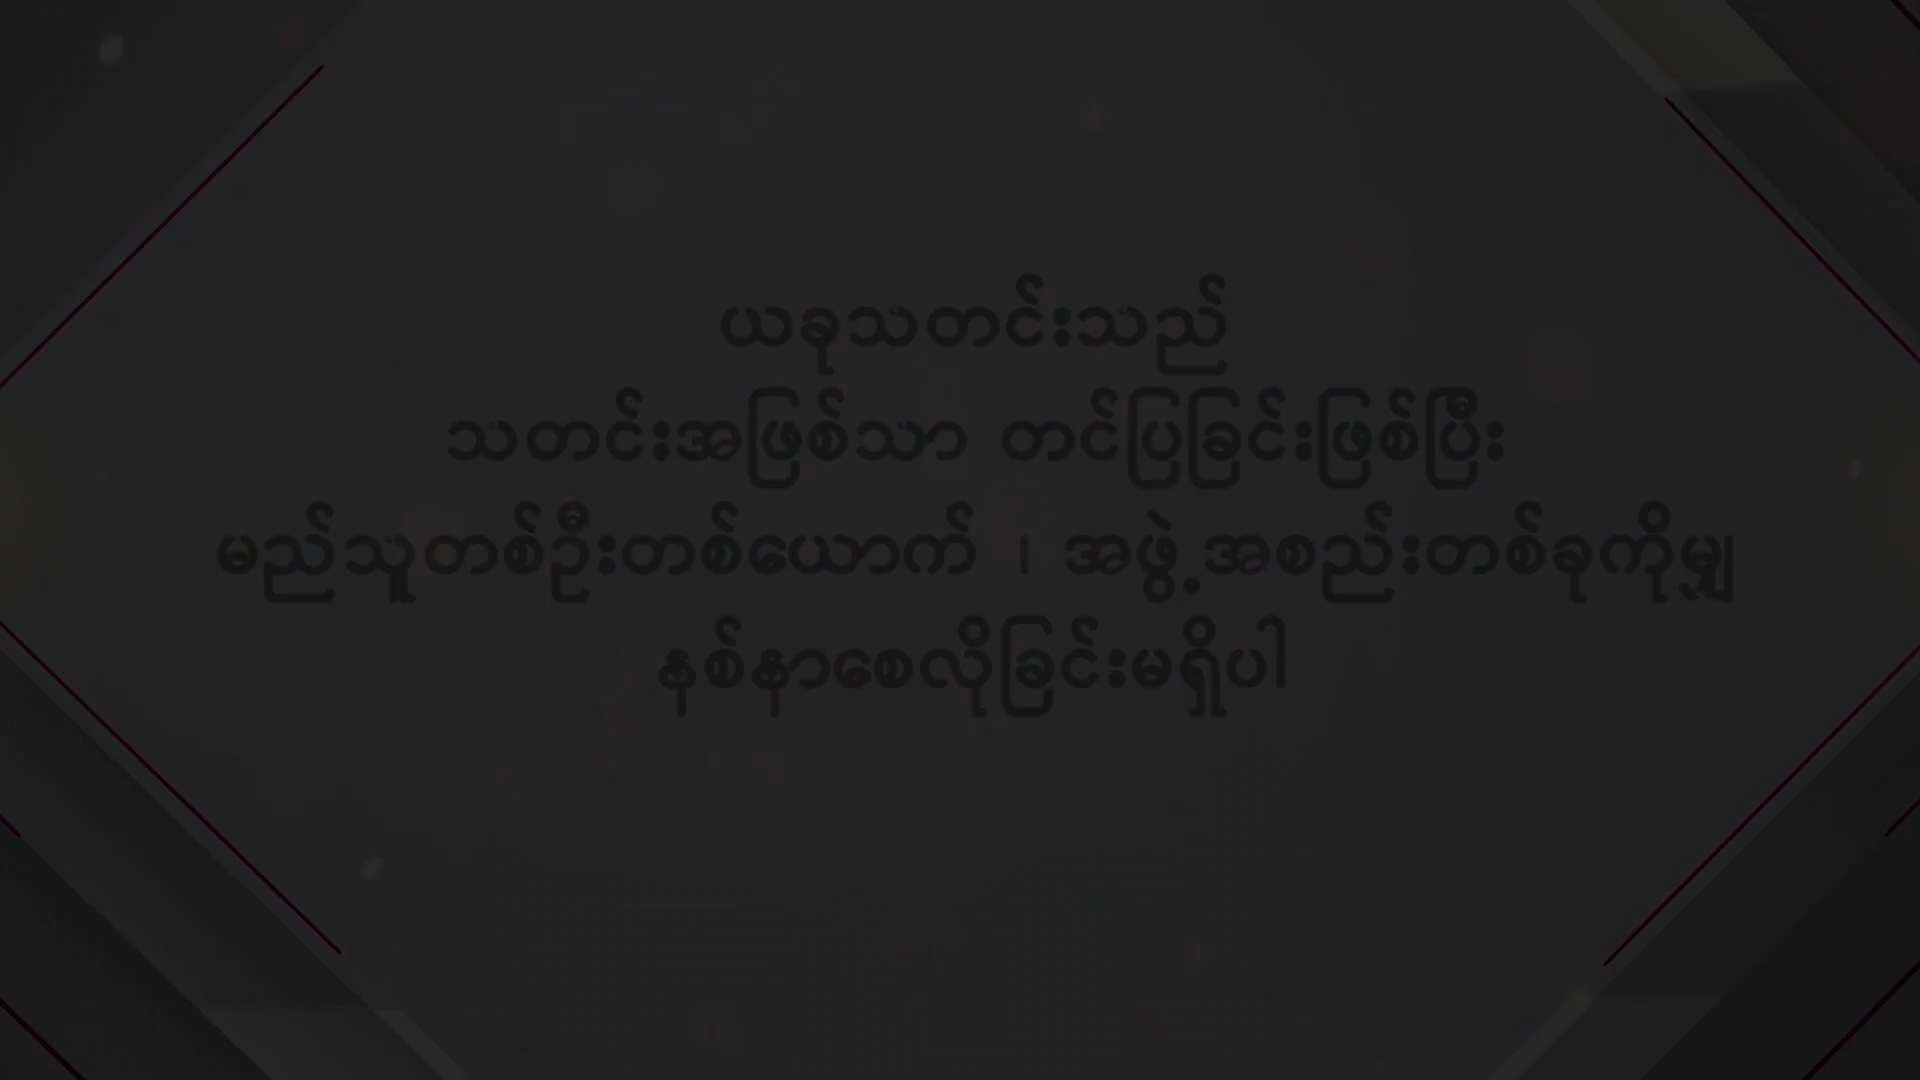 ယခုသတင်းသည်
သတင်းအဖြစ်သာ တင်ပြခြင်းဖြစ်ပြီး
မည်သူတစ်ဦးတစ်ယောက် ၊ အဖွဲ့အစည်းတစ်ခုကိုမျှ
နစ်နာစေလိုခြင်းမရှိပါ